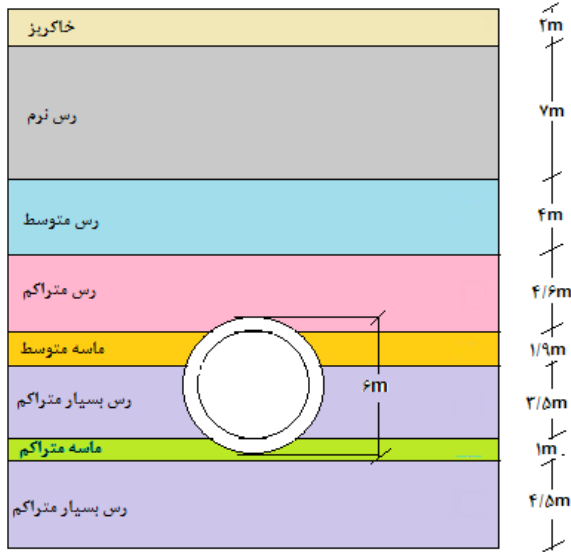 خاکریز
۲m
رس نرم
۷m
رس متوسط
۴m
رس متراکم
۴/۶m
ماسه متوسط
۱/۹m
۶m
رس بسیار متراکم
۳/۵m
ماسه متراکم
۱m
رس بسیار متراکم
۴/۵m